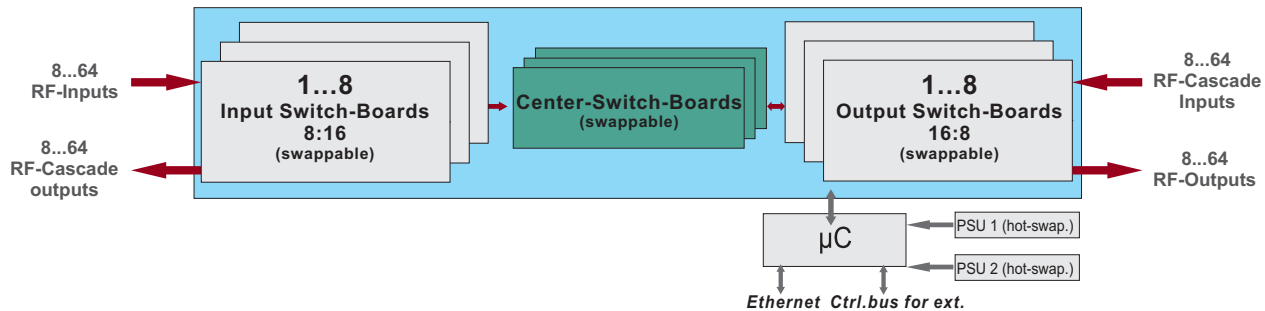 8...64
RF-Inputs
8...64
RF-Cascade
outputs
1...8
Input Switch-Boards
8:16
(swappable)
Center-Switch-Boards
(swappable)
1...8
Output Switch-Boards
16:8
(swappable)
8...64
RF-Cascade
Inputs
8...64
RF-Outputs
µC
PSU 1 (hot-swap.)
PSU 2 (hot-swap.)
Ethernet Ctrl.bus for ext.